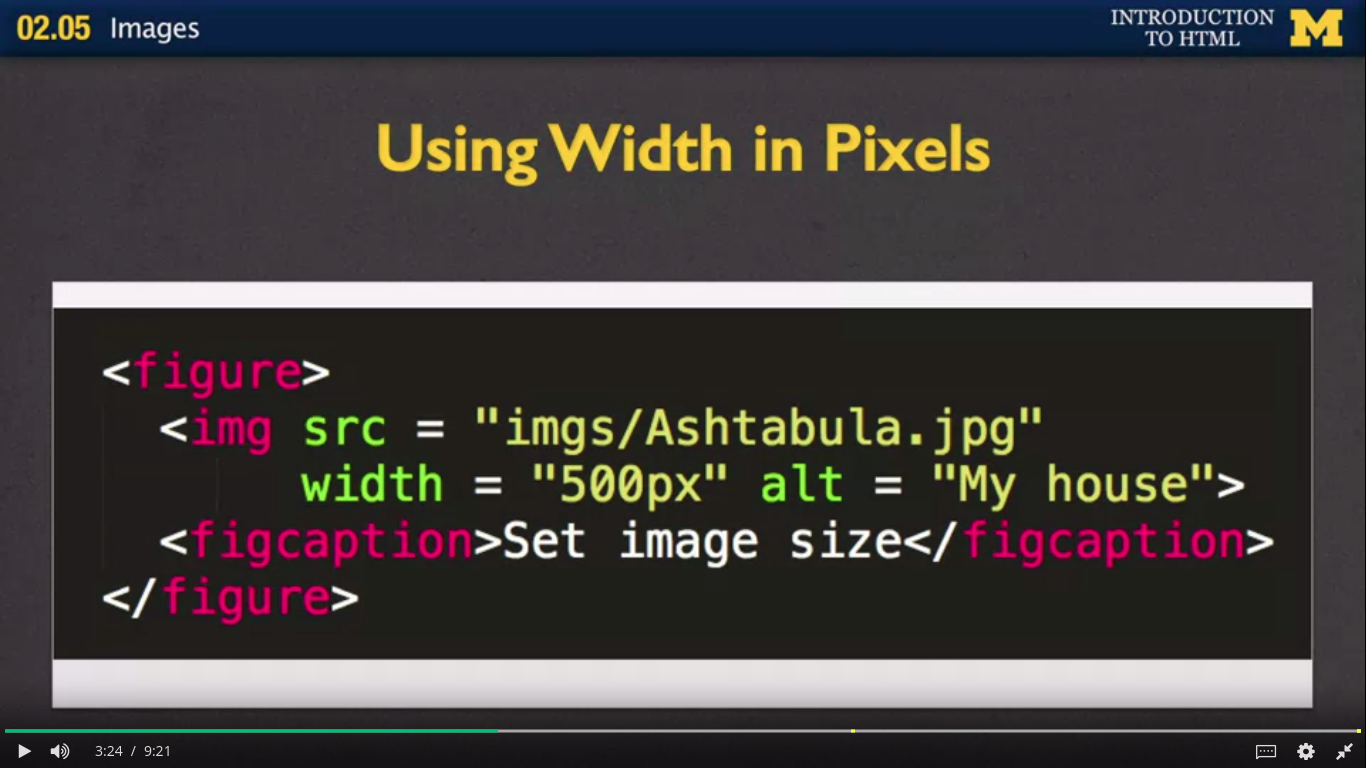 02.05 Images
INTRODUCTION
TO HTML
M
Using Width in Pixels
<figure>
<img src = "imgs/Ashtabula.jpg"
width = "500px" alt = "My house">
<figcaption>Set image size</figcaption>
</figure>
3:24 / 9:21